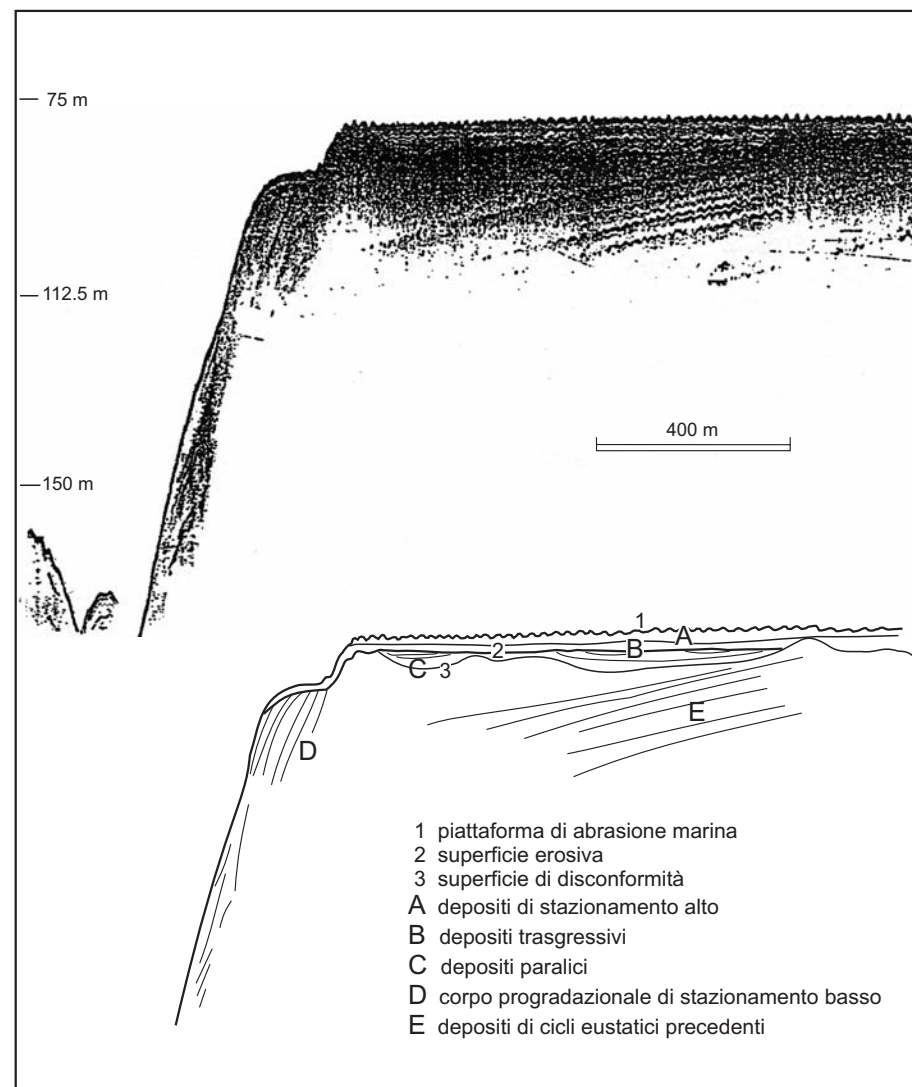 75 m
112.5 m
400 m
150 m
1
A
2
B
C 3
E
D
1 piattaforma di abrasione marina
2 superficie erosiva
3 superficie di disconformità
A depositi di stazionamento alto
B depositi trasgressivi
C depositi paralici
D corpo progradazionale di stazionamento basso
E depositi di cicli eustatici precedenti